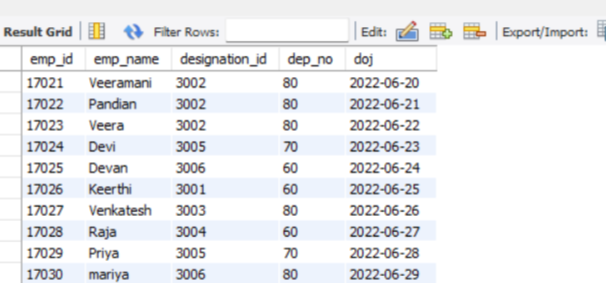 Result Grid Filter Rows: Edit: Export/Import:
emp_id emp_name designation_id dep_no doj
17021 Veeramani 3002 80 2022-06-20
17022 Pandian 3002 80 2022-06-21
17023 Veera 3002 80 2022-06-22
17024 Devi 3005 70 2022-06-23
17025 Devan 3006 60 2022-06-24
17026 Keerthi 3001 60 2022-06-25
17027 Venkatesh 3003 80 2022-06-26
17028 Raja 3004 60 2022-06-27
17029 Priya 3005 70 2022-06-28
17030 mariya 3006 80 2022-06-29